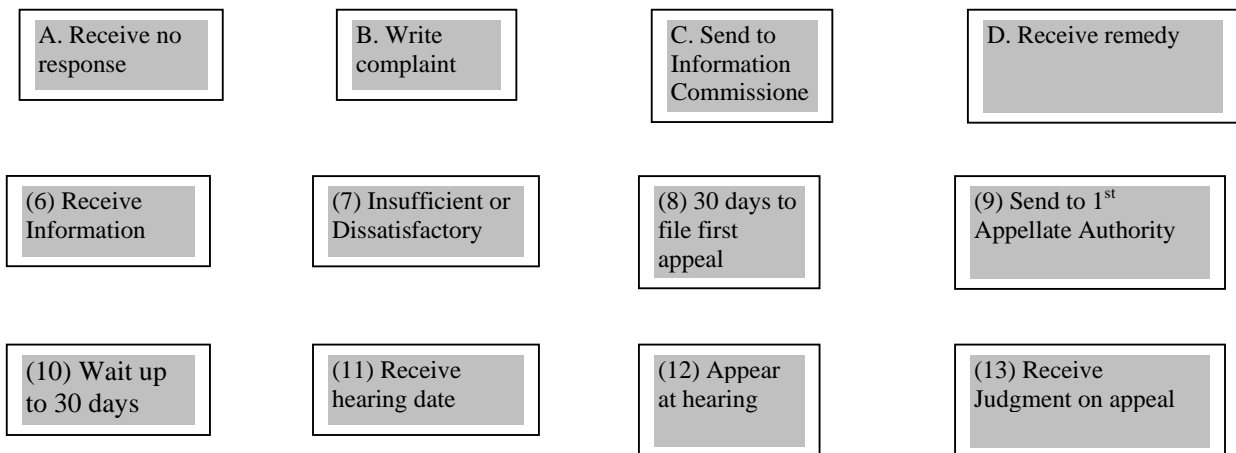 A. Receive no
response
B. Write
complaint
C. Send to
Information
Commissione
D. Receive remedy
(6) Receive
Information
(7) Insufficient or
Dissatisfactory
(8) 30 days to
file first
appeal
(9) Send to 1st
Appellate Authority
(10) Wait up
to 30 days
(11) Receive
hearing date
(12) Appear
at hearing
(13) Receive
Judgment on appeal